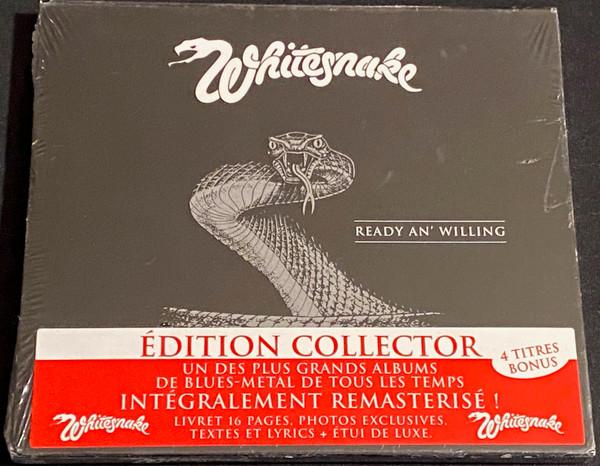 Whitesnake
READY AN' WILLING
ÉDITION COLLECTOR
4 TITRES
BONUS
UN DES PLUS GRANDS ALBUMS
DE BLUES-METAL DE TOUS LES TEMPS
INTÉGRALEMENT REMASTERISÉ !
LIVRET 16 PAGES, PHOTOS EXCLUSIVES,
TEXTES ET LYRICS + ÉTUI DE LUXE.
Whitesnake
Whitesnake